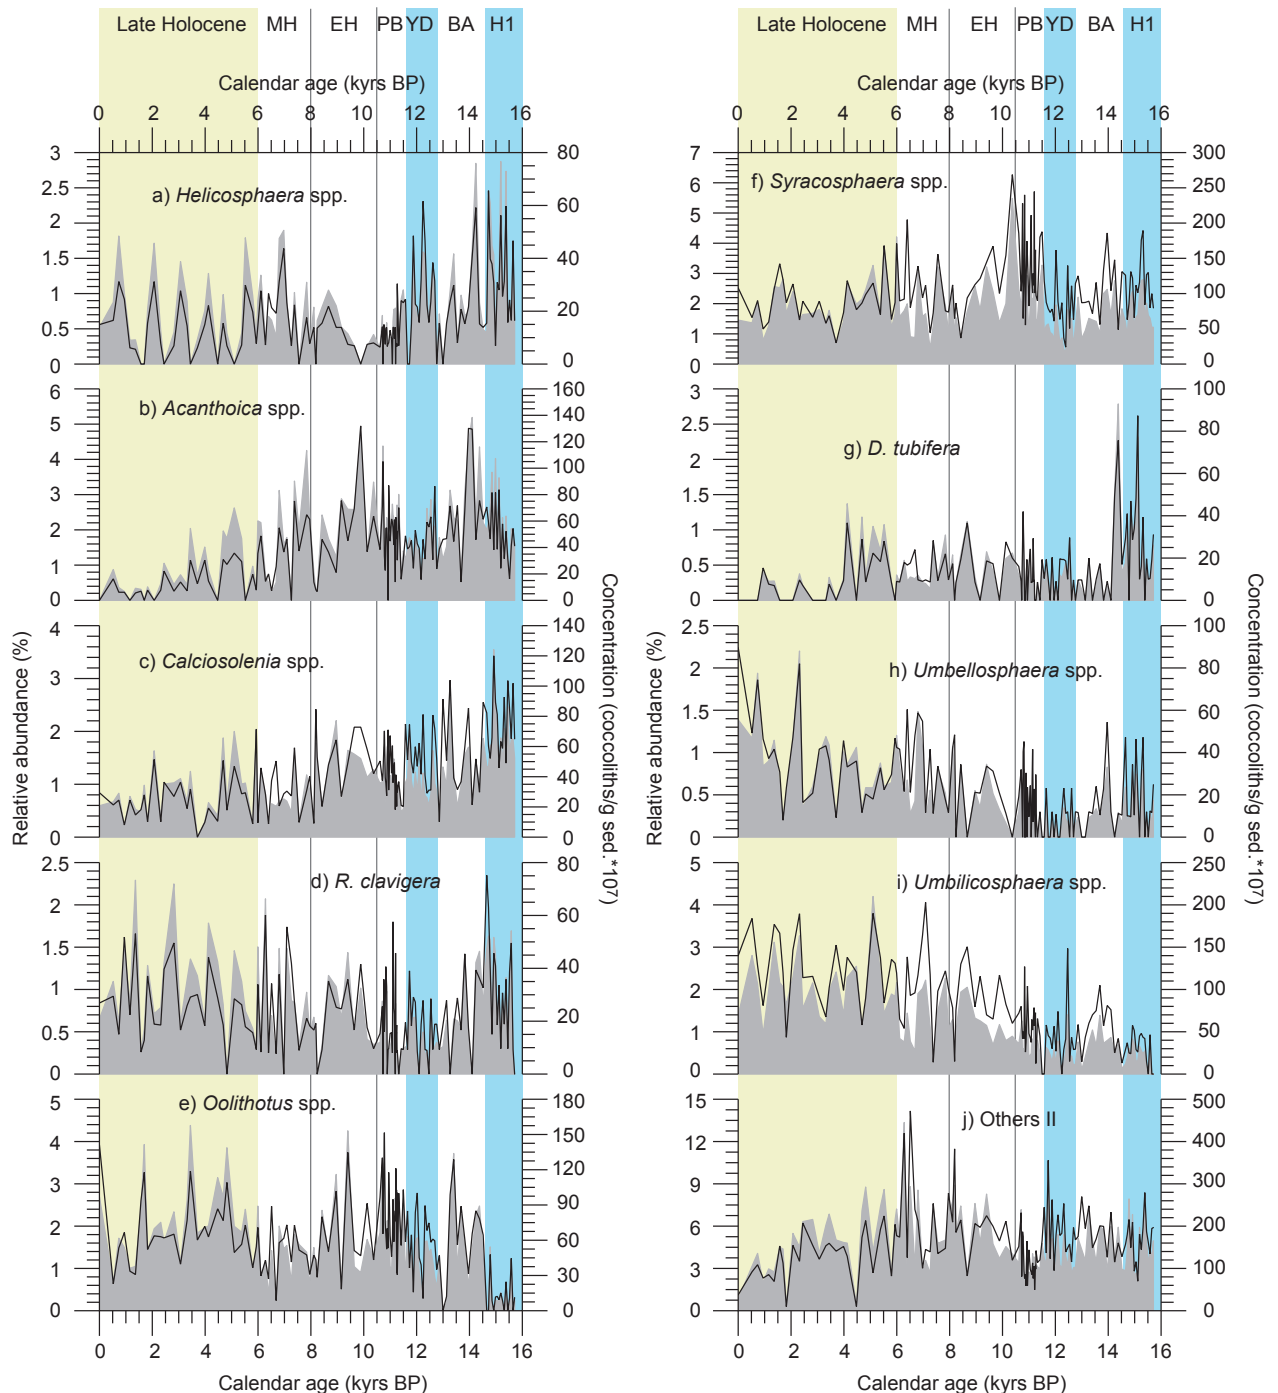 Late Holocene MH EH PB YD BA H1
Calendar age (kyrs BP)
0 2 4 6 8 10 12 14 16
Late Holocene MH EH PB YD BA H1
Calendar age (kyrs BP)
0 2 4 6 8 10 12 14 16
Relative abundance (%)
Concentration (coccoliths/g sed.*10⁷)
a) Helicosphaera spp.
3 2.5 2 1.5 1 0.5 0
80 60 40 20 0
b) Acanthoica spp.
6 5 4 3 2 1 0
160 140 120 100 80 60 40 20 0
c) Calciosolenia spp.
4 3 2 1 0
140 120 100 80 60 40 20 0
d) R. clavigera
2.5 2 1.5 1 0.5 0
80 60 40 20 0
e) Oolithotus spp.
5 4 3 2 1 0
180 150 120 90 60 30 0
0 2 4 6 8 10 12 14 16
Calendar age (kyrs BP)
Relative abundance (%)
Concentration (coccoliths/g sed.*10⁷)
f) Syracosphaera spp.
7 6 5 4 3 2 1 0
300 250 200 150 100 50 0
g) D. tubifera
3 2.5 2 1.5 1 0.5 0
100 80 60 40 20 0
h) Umbellosphaera spp.
2.5 2 1.5 1 0.5 0
100 80 60 40 20 0
i) Umbilicosphaera spp.
5 4 3 2 1 0
250 200 150 100 50 0
j) Others II
15 12 9 6 3 0
500 400 300 200 100 0
0 2 4 6 8 10 12 14 16
Calendar age (kyrs BP)